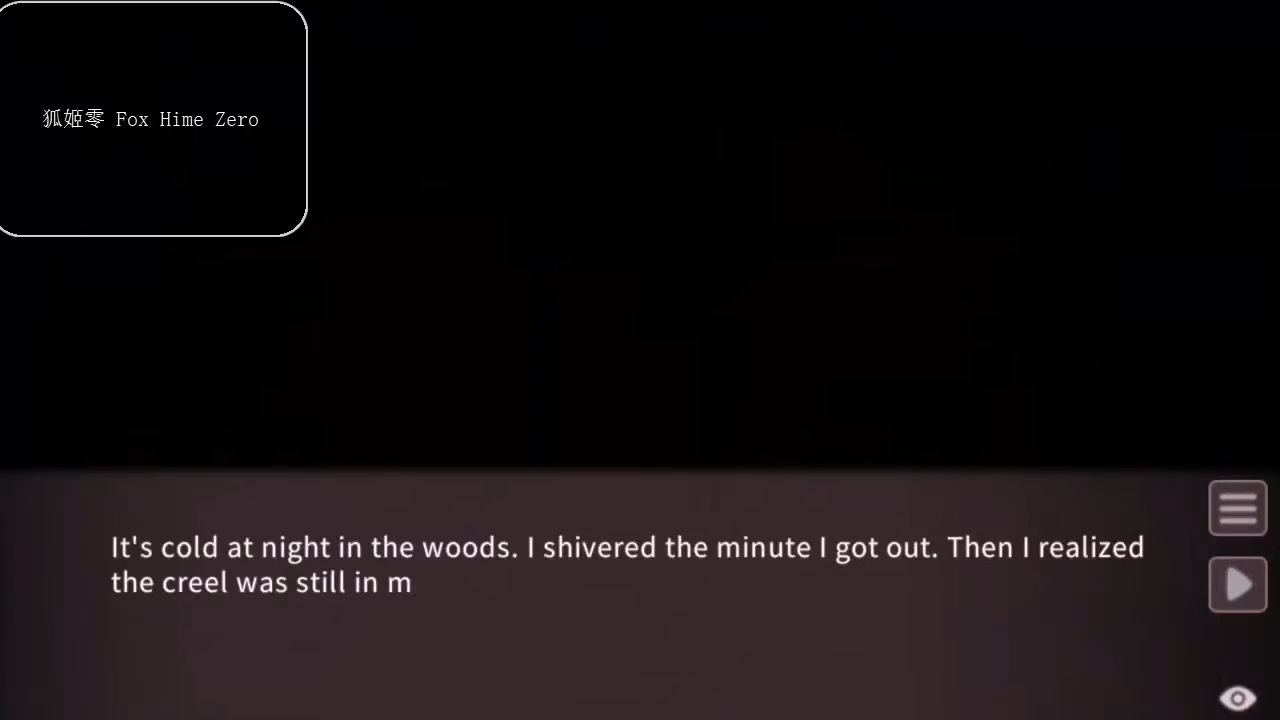 狐姬零 Fox Hime Zero
It's cold at night in the woods. I shivered the minute I got out. Then I realized
the creel was still in m